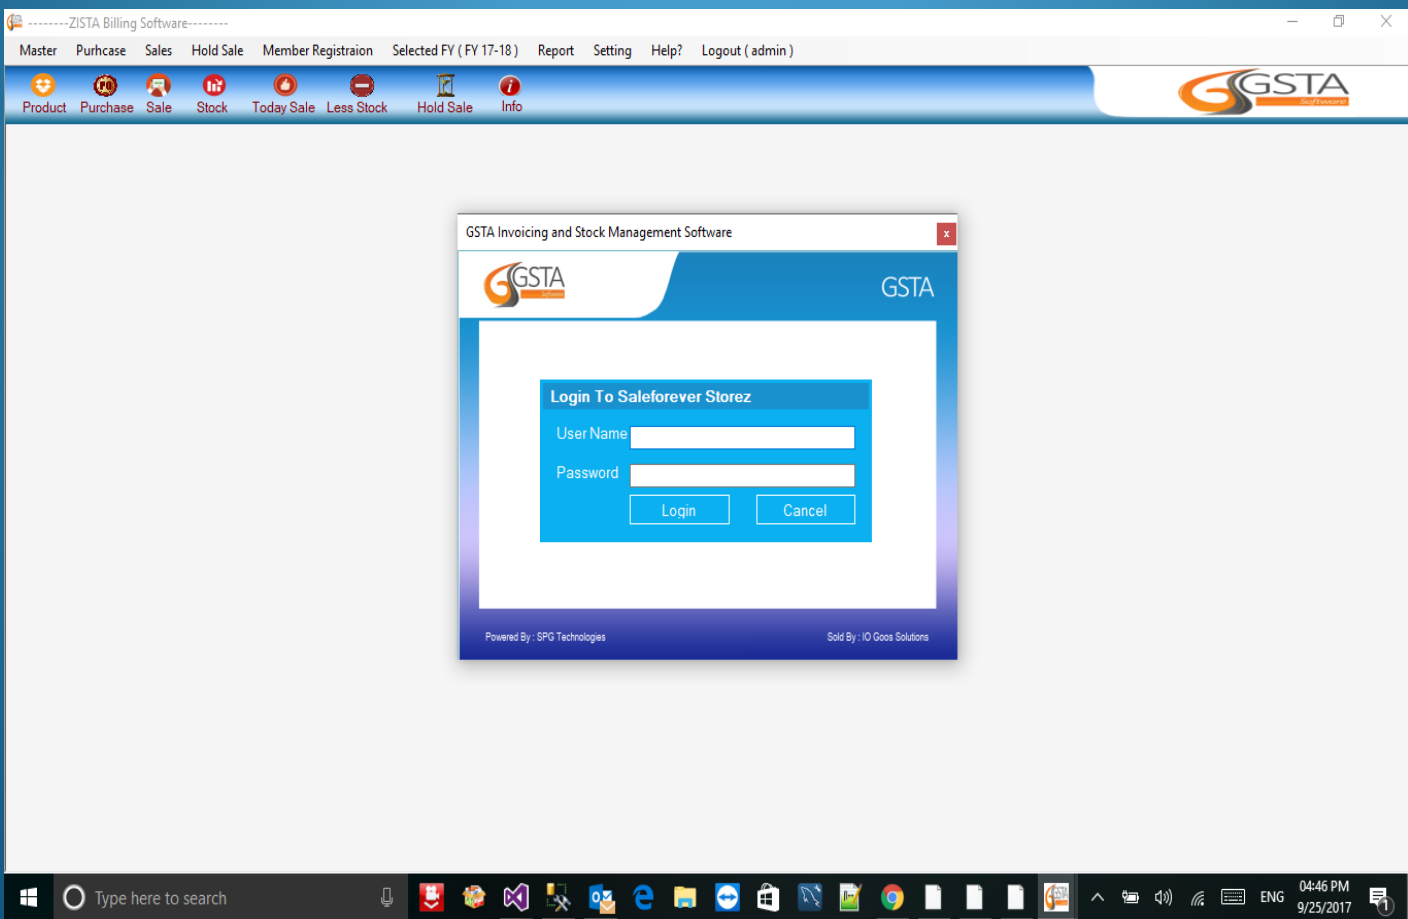 --------ZISTA Billing Software--------
Master Purhcase Sales Hold Sale Member Registraion Selected FY ( FY 17-18 ) Report Setting Help? Logout ( admin )
Product Purchase Sale Stock Today Sale Less Stock Hold Sale Info
GSTA
Software
GSTA Invoicing and Stock Management Software
GSTA
Software
GSTA
Login To Saleforever Storez
User Name
Password
Login Cancel
Powered By : SPG Technologies Sold By : IO Goos Solutions
Type here to search
ENG
04:46 PM
9/25/2017
1